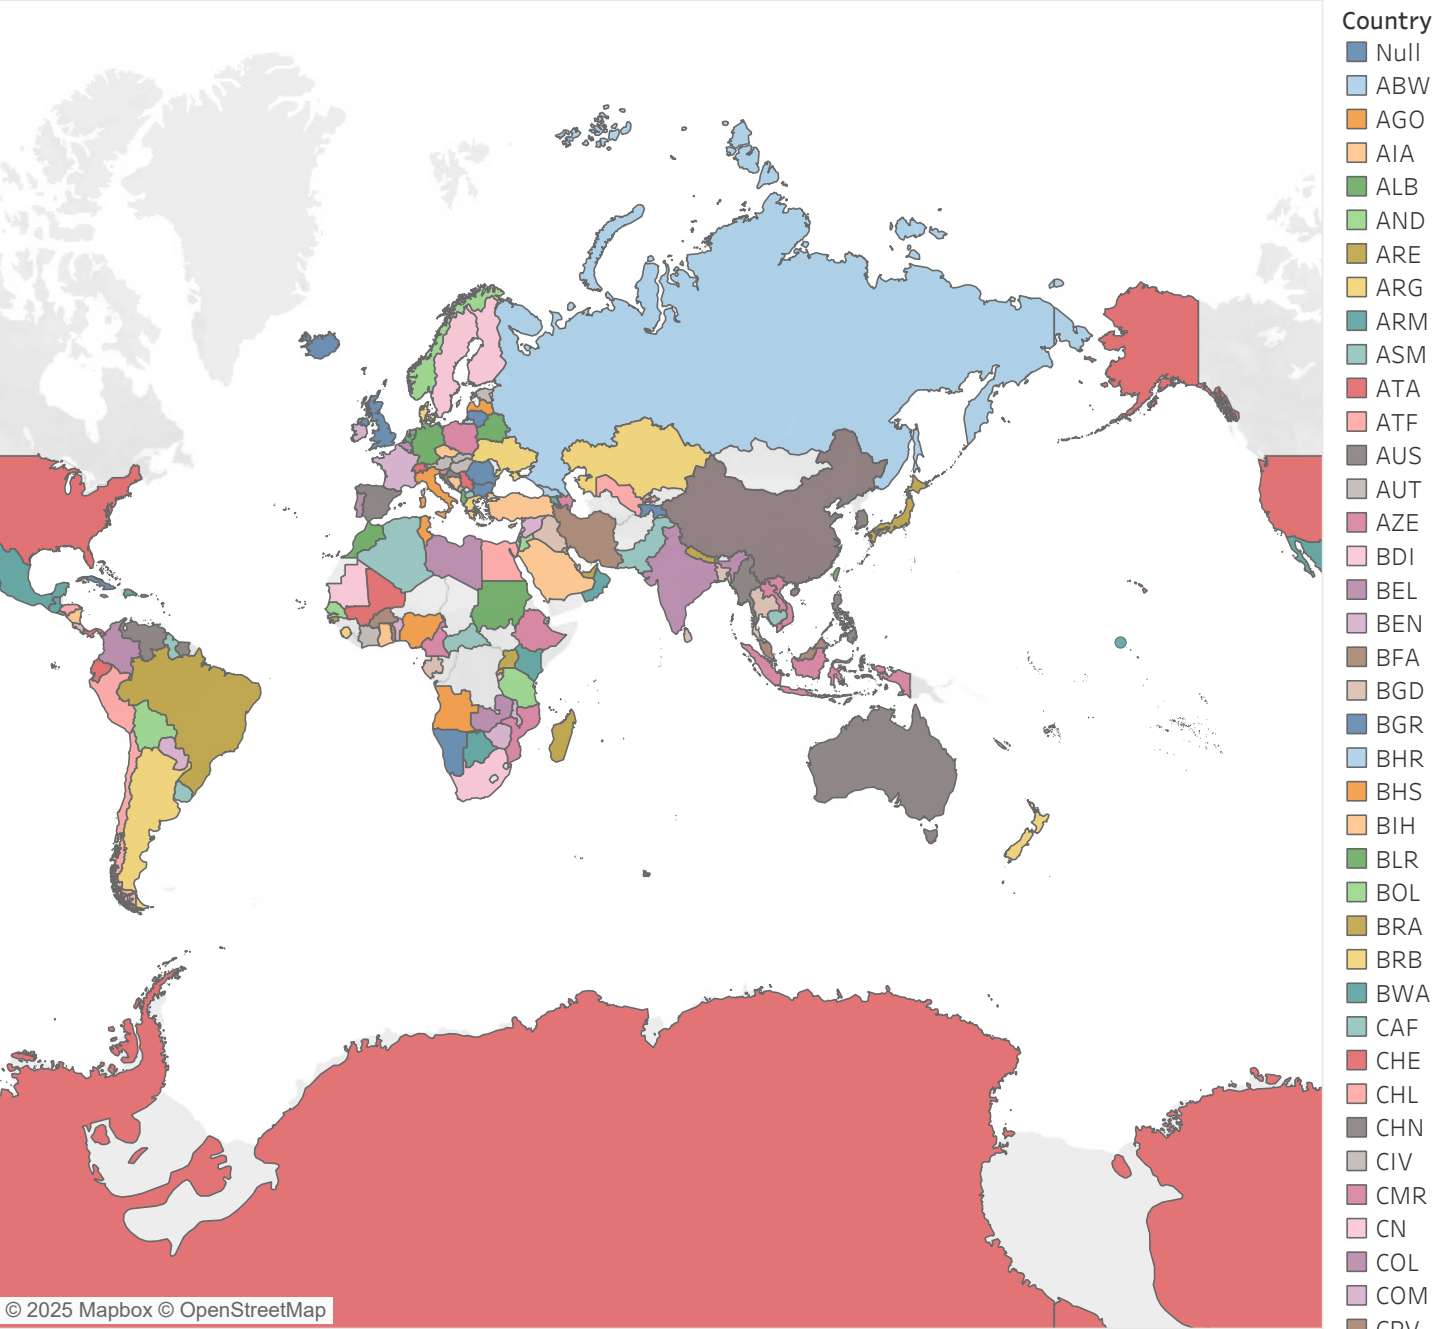 Country
Null
ABW
AGO
AIA
ALB
AND
ARE
ARG
ARM
ASM
ATA
ATF
AUS
AUT
AZE
BDI
BEL
BEN
BFA
BGD
BGR
BHR
BHS
BIH
BLR
BOL
BRA
BRB
BWA
CAF
CHE
CHL
CHN
CIV
CMR
CN
COL
COM
© 2025 Mapbox © OpenStreetMap